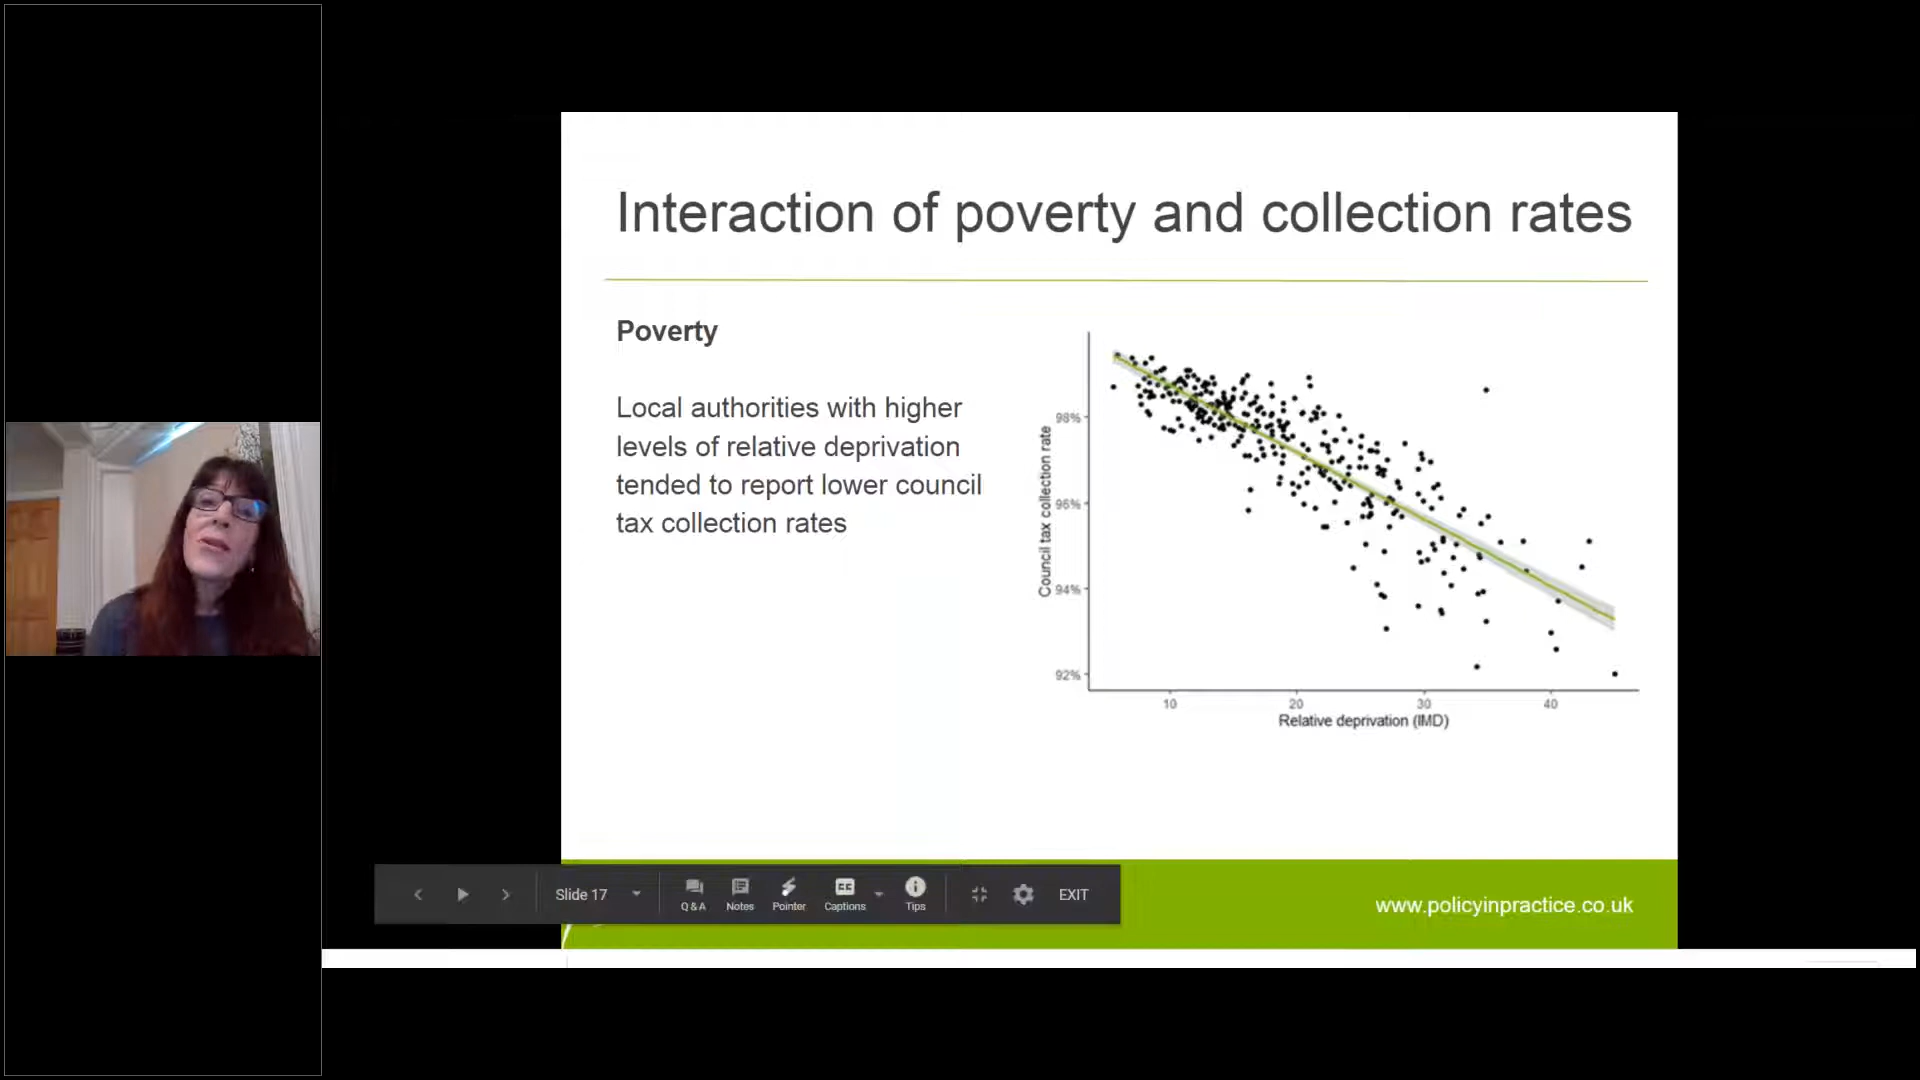 Interaction of poverty and collection rates
Poverty
Local authorities with higher
levels of relative deprivation
tended to report lower council
tax collection rates
Council tax collection rate
98%
96%
94%
92%
10
20
30
40
Relative deprivation (IMD)
Slide 17
Q & A
Notes
Pointer
CC
Captions
Tips
EXIT
www.policyinpractice.co.uk